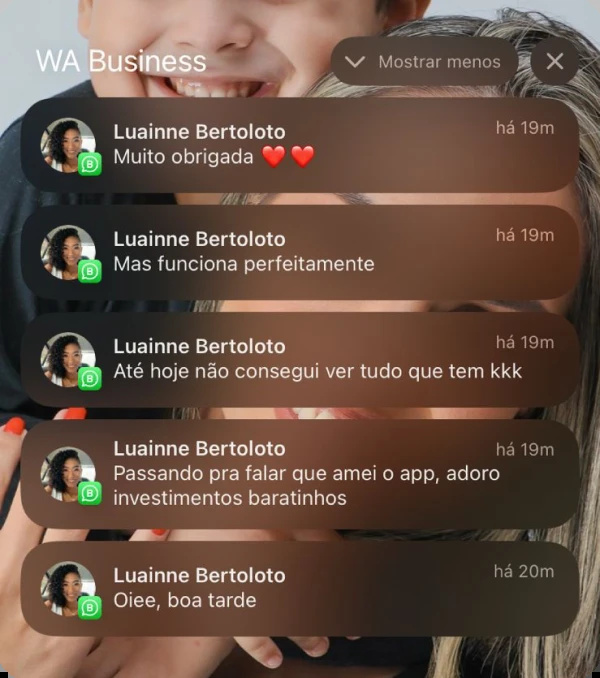 WA Business
Mostrar menos
Luainne Bertoloto
há 19m
Muito obrigada ❤️❤️
Luainne Bertoloto
há 19m
Mas funciona perfeitamente
Luainne Bertoloto
há 19m
Até hoje não consegui ver tudo que tem kkk
Luainne Bertoloto
há 19m
Passando pra falar que amei o app, adoro
investimentos baratinhos
Luainne Bertoloto
há 20m
Oiee, boa tarde